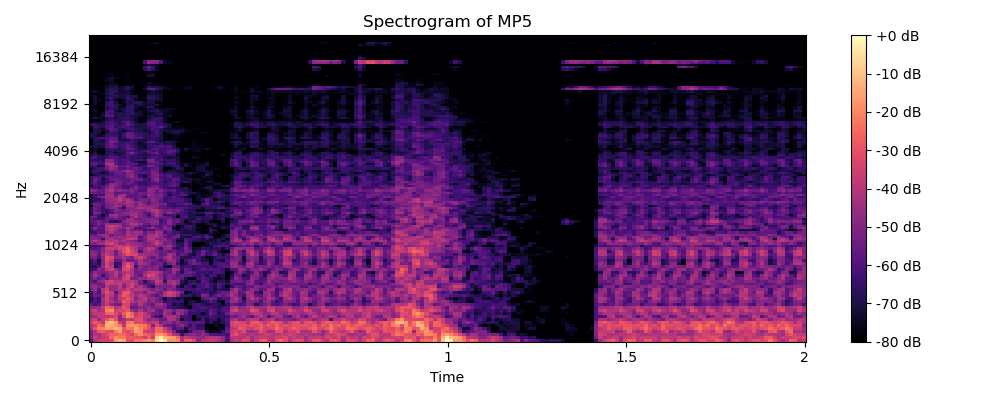 Spectrogram of MP5
Hz
16384
8192
4096
2048
1024
512
0
0
0.5
1
1.5
2
Time
+0 dB
-10 dB
-20 dB
-30 dB
-40 dB
-50 dB
-60 dB
-70 dB
-80 dB